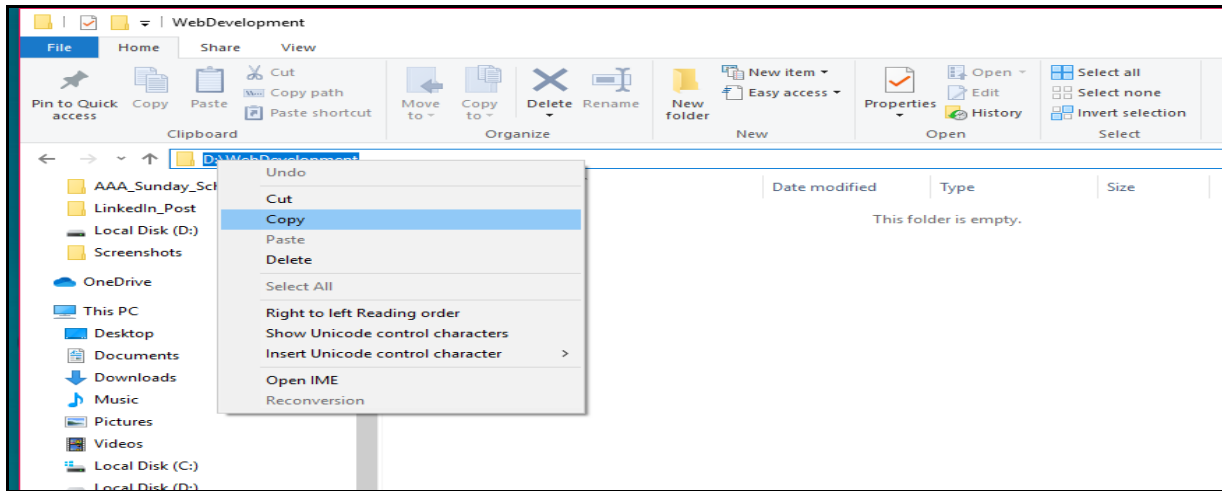 WebDevelopment
File Home Share View
Pin to Quick access
Copy
Paste
Cut
Copy path
Paste shortcut
Clipboard
Move to
Copy to
Delete
Rename
Organize
New folder
New item
Easy access
New
Properties
Open
Edit
History
Open
Select all
Select none
Invert selection
Select
D:\WebDevelopment
AAA_Sunday_Sch
LinkedIn_Post
Local Disk (D:)
Screenshots
OneDrive
This PC
Desktop
Documents
Downloads
Music
Pictures
Videos
Local Disk (C:)
Local Disk (D:)
Undo
Cut
Copy
Paste
Delete
Select All
Right to left Reading order
Show Unicode control characters
Insert Unicode control character
Open IME
Reconversion
Date modified Type Size
This folder is empty.